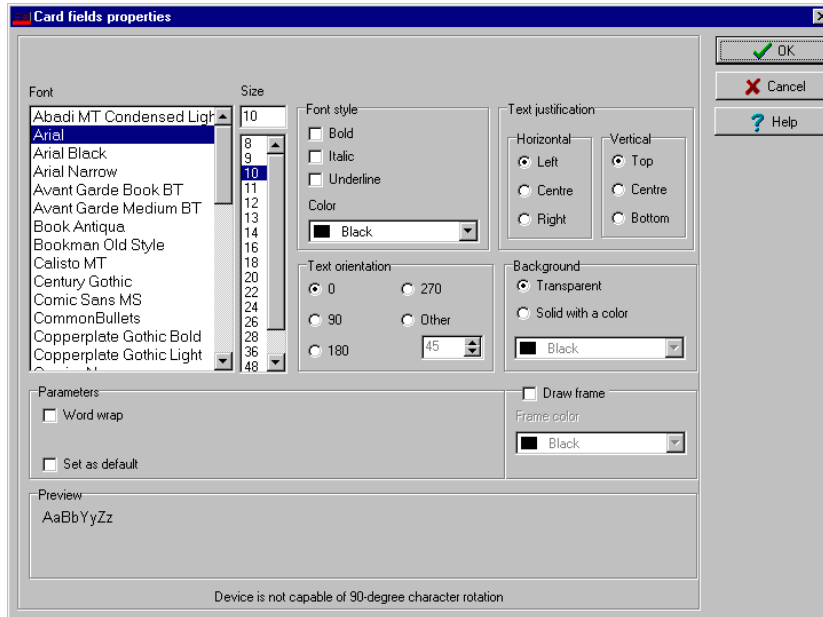 Card fields properties
OK
Cancel
Help
Font
Abadi MT Condensed Ligh
Arial
Arial Black
Arial Narrow
Avant Garde Book BT
Avant Garde Medium BT
Book Antiqua
Bookman Old Style
Calisto MT
Century Gothic
Comic Sans MS
CommonBullets
Copperplate Gothic Bold
Copperplate Gothic Light
Size
10
8
9
10
11
12
13
14
16
18
20
22
24
26
28
36
48
Font style
Bold
Italic
Underline
Color
Black
Text justification
Horizontal
Left
Centre
Right
Vertical
Top
Centre
Bottom
Text orientation
0
90
180
270
Other
45
Background
Transparent
Solid with a color
Black
Parameters
Word wrap
Set as default
Draw frame
Frame color
Black
Preview
AaBbYyZz
Device is not capable of 90-degree character rotation